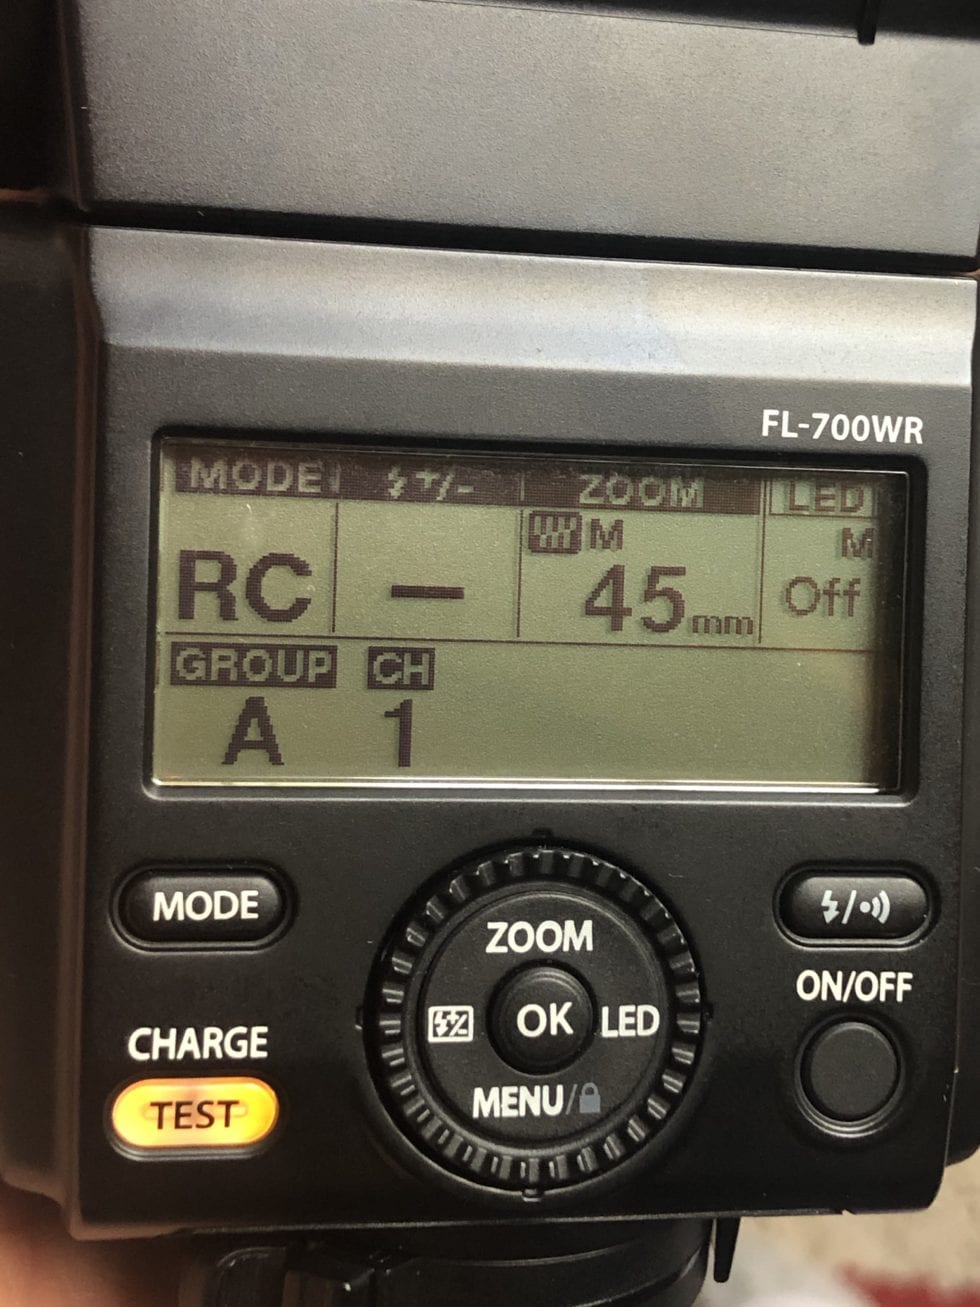 FL-700WR
MODE +/- ZOOM LED
M M
RC – 45mm Off
GROUP CH
A 1
MODE
ZOOM
OK LED
MENU/
ON/OFF
CHARGE
TEST